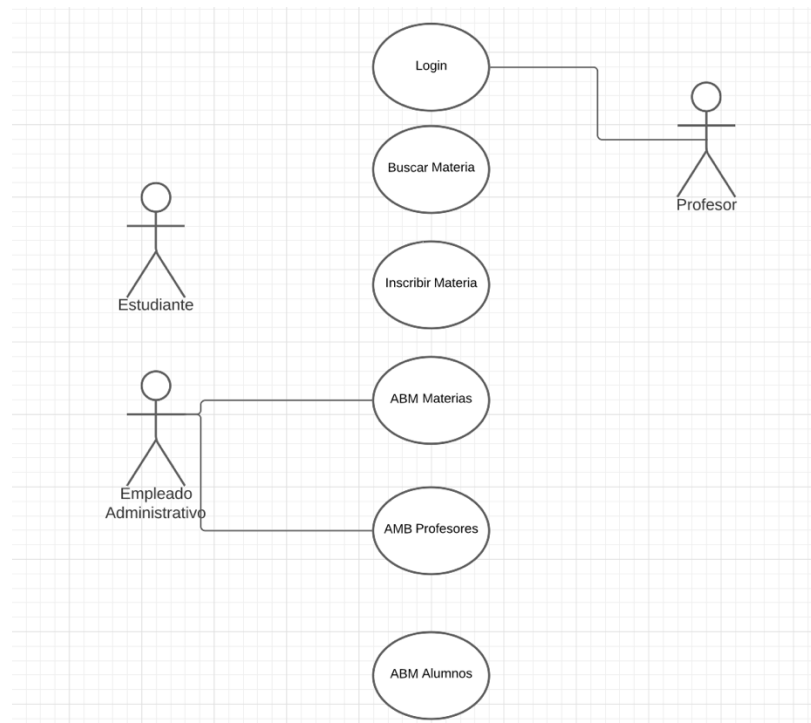 Login
Buscar Materia
Profesor
Inscribir Materia
Estudiante
ABM Materias
Empleado
Administrativo
AMB Profesores
ABM Alumnos